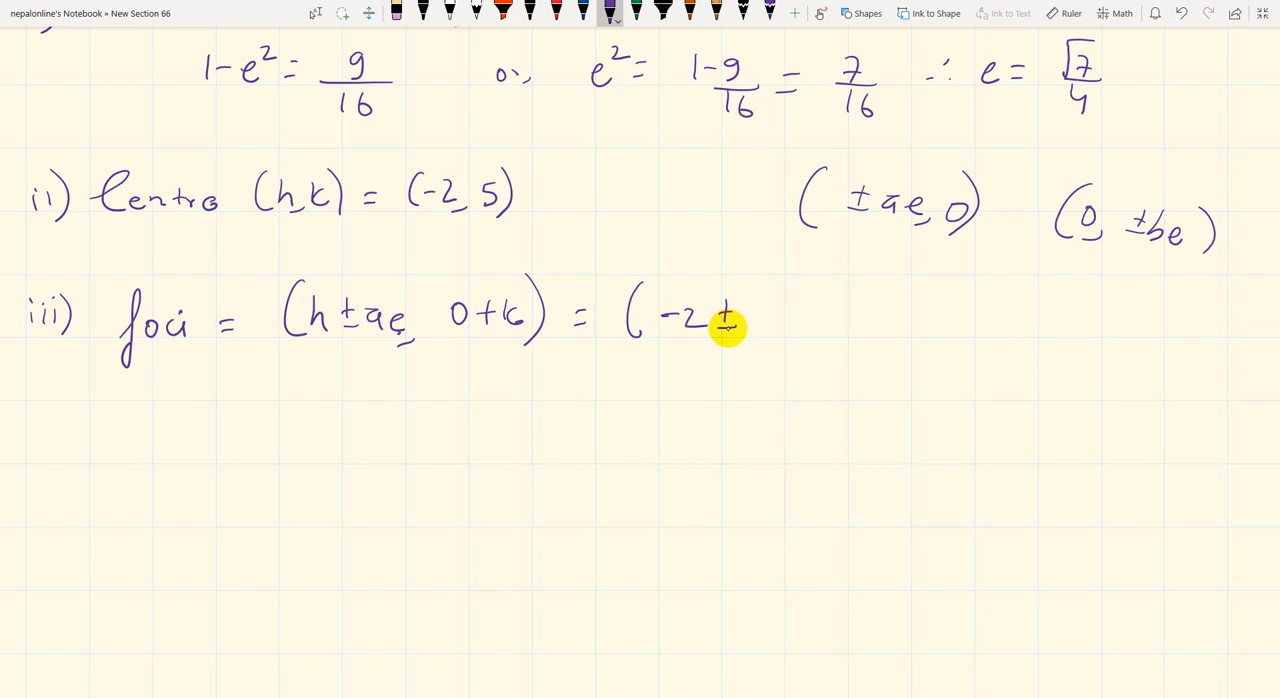 nepalonline's Notebook » New Section 66
Shapes Ink to Shape Ink to Text Ruler Math
1-e² = 9/16 or, e² = 1-9/16 = 7/16 ∴ e = √7/4
ii) Centre (h, k) = (-2, 5) (±ae, 0) (0, ±be)
iii) foci = (h±ae, 0+k) = (-2 ±